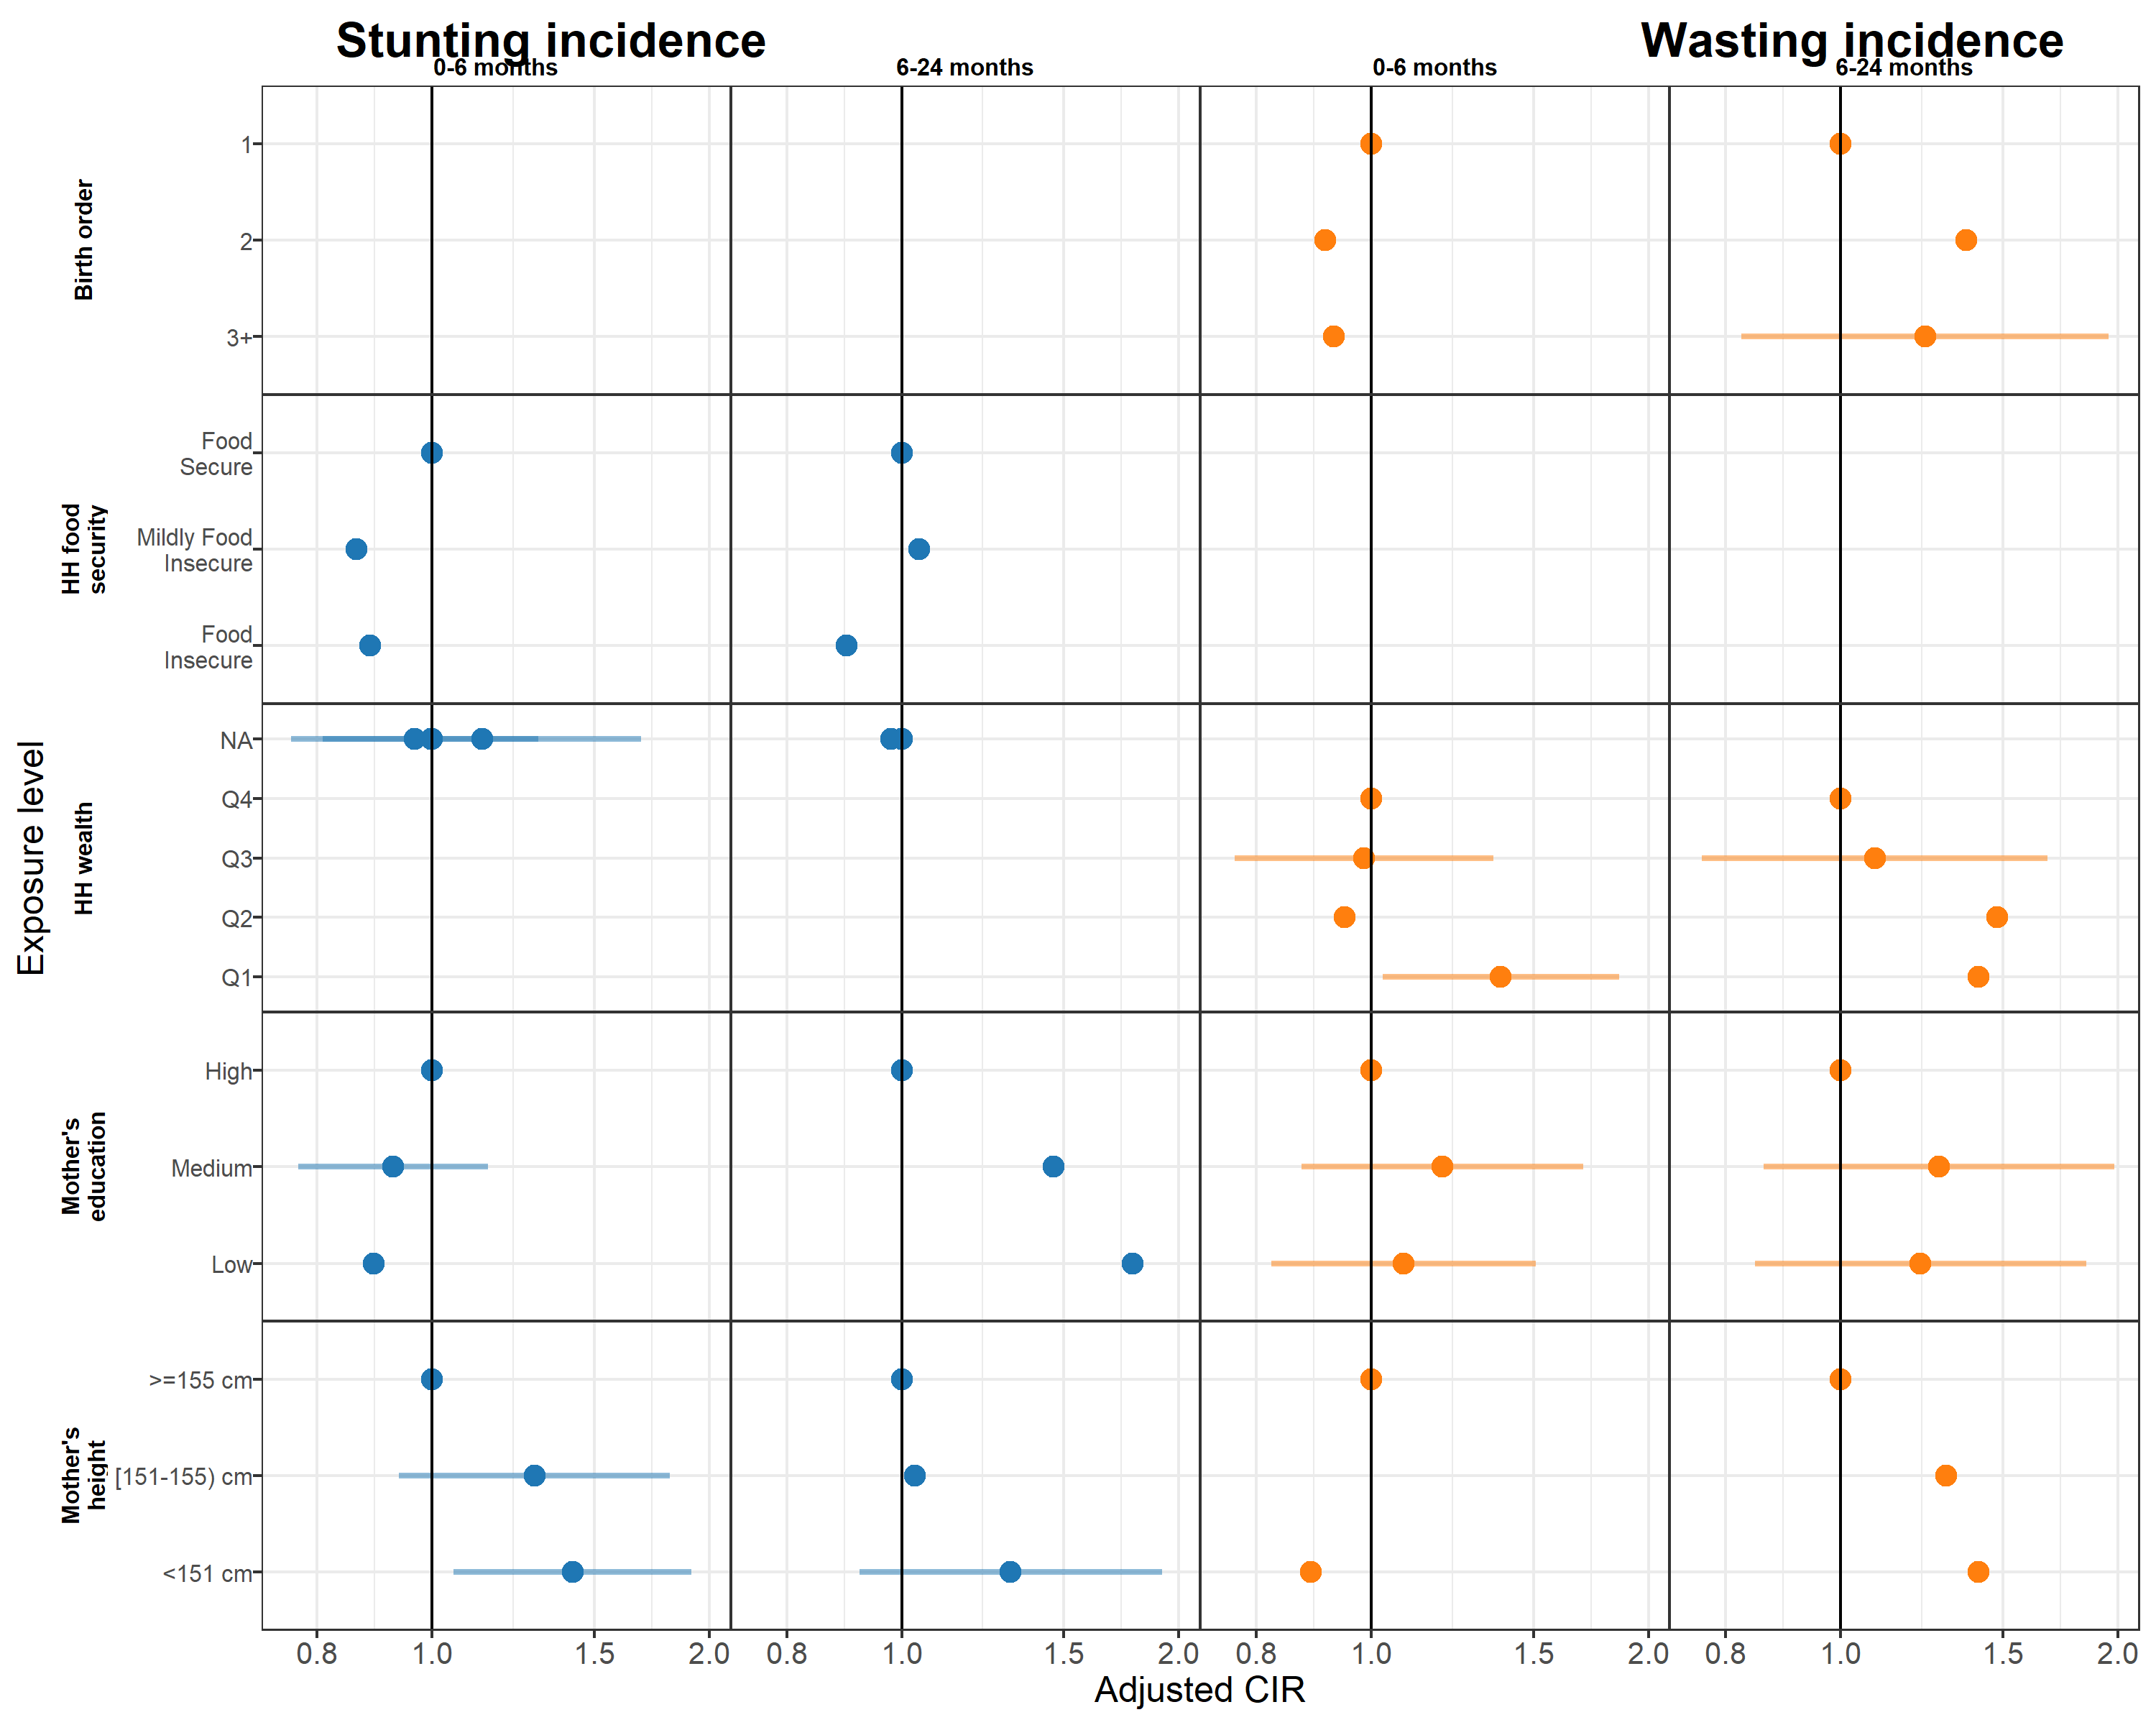 Stunting incidence
Wasting incidence
0-6 months
6-24 months
0-6 months
6-24 months
Exposure level
Birth order
1
2
3+
HH food
security
Food
Secure
Mildly Food
Insecure
Food
Insecure
HH wealth
NA
Q4
Q3
Q2
Q1
Mother's
education
High
Medium
Low
Mother's
height
>=155 cm
[151-155) cm
<151 cm
0.8 1.0 1.5 2.0 0.8 1.0 1.5 2.0 0.8 1.0 1.5 2.0 0.8 1.0 1.5 2.0
Adjusted CIR